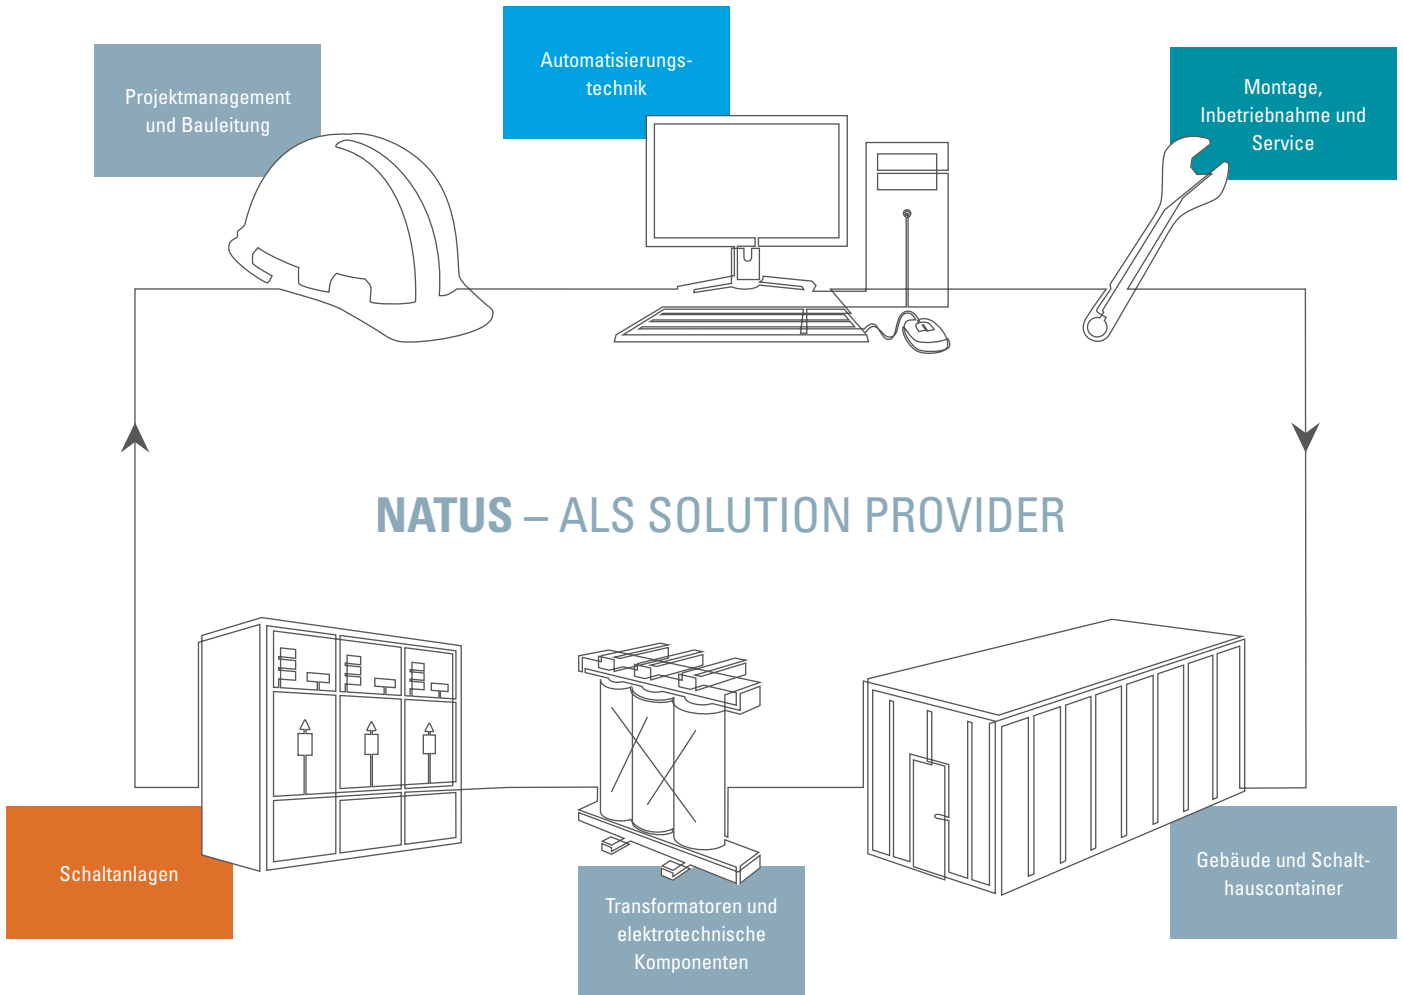 Projektmanagement
und Bauleitung
Automatisierungs-
technik
Montage,
Inbetriebnahme und
Service
NATUS – ALS SOLUTION PROVIDER
Schaltanlagen
Transformatoren und
elektrotechnische
Komponenten
Gebäude und Schalt-
hauscontainer